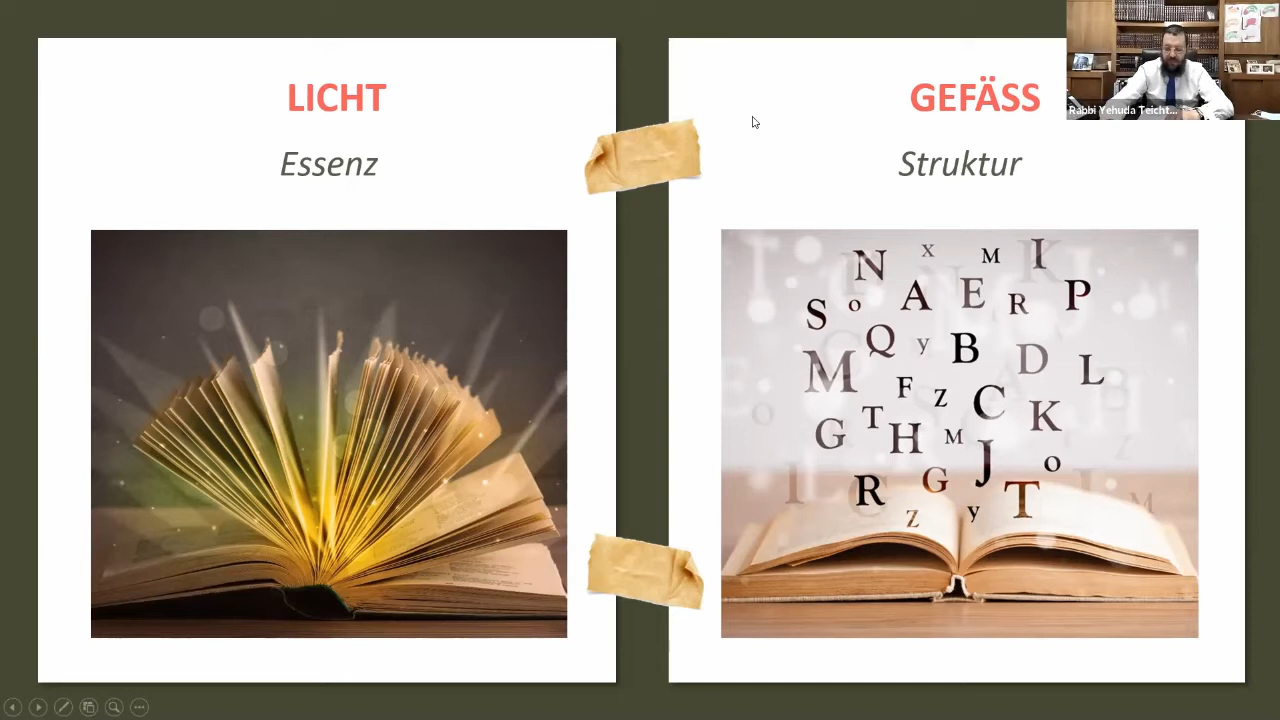 LICHT
Essenz
GEFÄSS
Struktur
Rabbi Yehuda Teicht...
N X M I
S o A E R P
Q y B D
M F Z C L
G T H M J K
R G o
Z y T